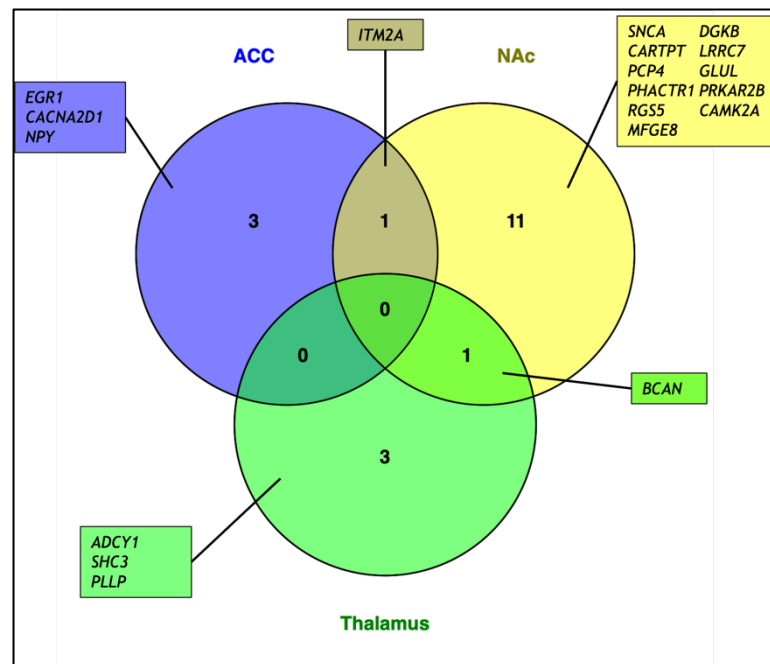 ITM2A
ACC
NAc
SNCA DGKB
CARTPT LRRC7
PCP4 GLUL
PHACTR1 PRKAR2B
RGS5 CAMK2A
MFGE8
EGR1
CACNA2D1
NPY
3
1
11
0
0
1
BCAN
3
ADCY1
SHC3
PLLP
Thalamus